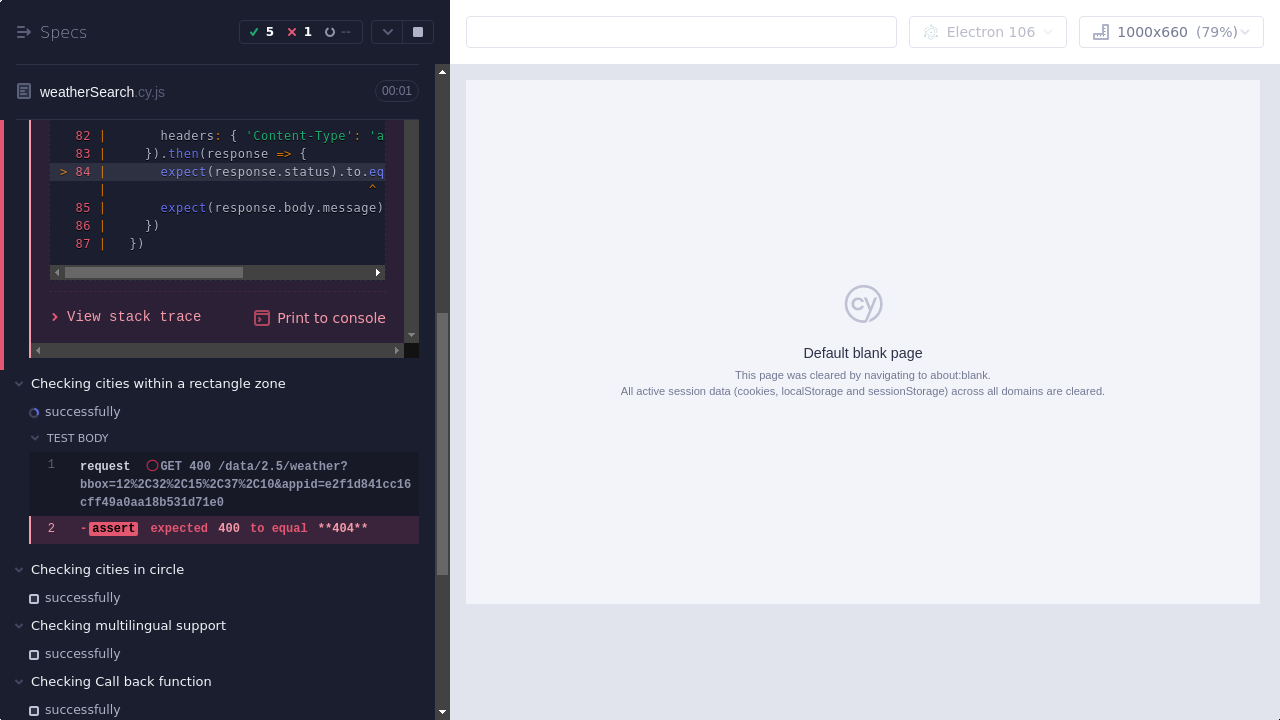 Specs
5
1
--
weatherSearch.cy.js
00:01
82 | headers: { 'Content-Type': 'a
83 | }).then(response => {
> 84 | expect(response.status).to.eq
| ^
85 | expect(response.body.message)
86 | })
87 | })
View stack trace
Print to console
Checking cities within a rectangle zone
successfully
TEST BODY
1 request GET 400 /data/2.5/weather?
bbox=12%2C32%2C15%2C37%2C10&appid=e2f1d841cc16
cff49a0aa18b531d71e0
2 -assert expected 400 to equal **404**
Checking cities in circle
successfully
Checking multilingual support
successfully
Checking Call back function
successfully
Electron 106
1000x660 (79%)
cy
Default blank page
This page was cleared by navigating to about:blank.
All active session data (cookies, localStorage and sessionStorage) across all domains are cleared.